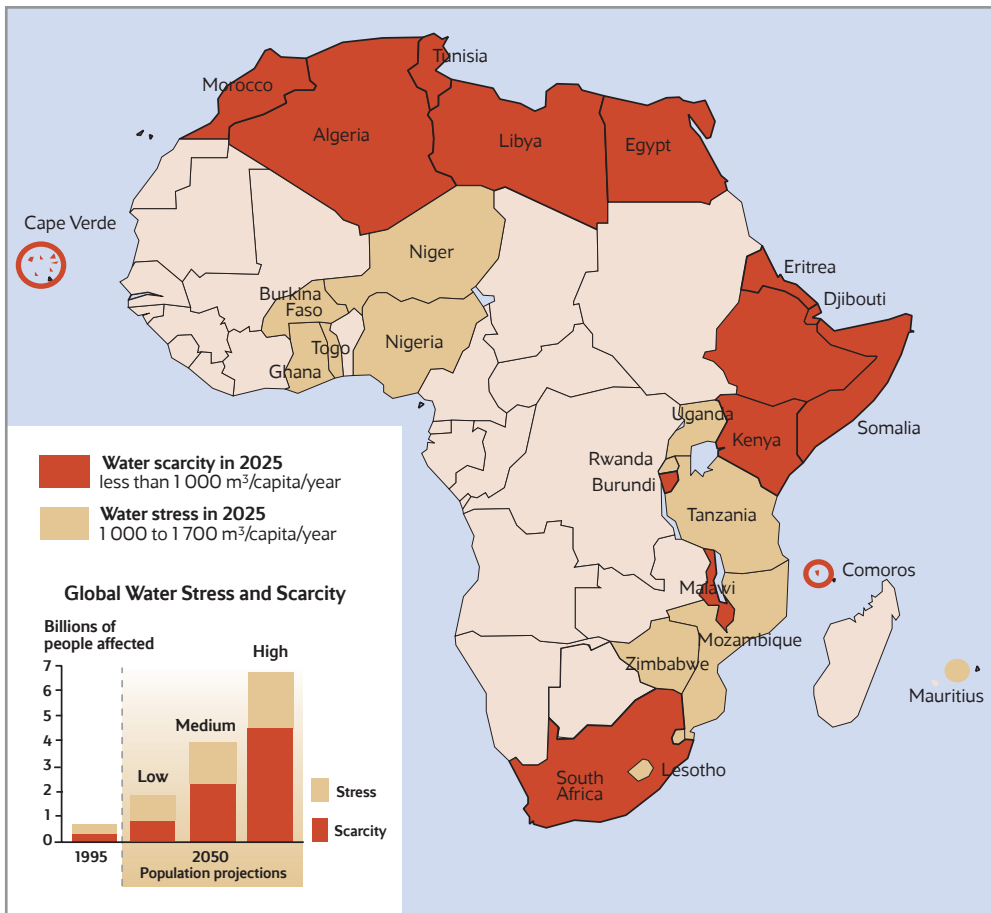 Tunisia
Morocco
Algeria
Libya
Egypt
Cape Verde
Niger
Eritrea
Burkina
Faso
Djibouti
Togo
Nigeria
Ghana
Uganda
Kenya
Somalia
Rwanda
Burundi
Tanzania
Malawi
Comoros
Mozambique
Zimbabwe
Mauritius
South
Africa
Lesotho
Water scarcity in 2025
less than 1 000 m³/capita/year
Water stress in 2025
1 000 to 1 700 m³/capita/year
Global Water Stress and Scarcity
Billions of
people affected
High
7
6
5
Medium
4
3
Low
2
1
0
Stress
Scarcity
1995
2050
Population projections